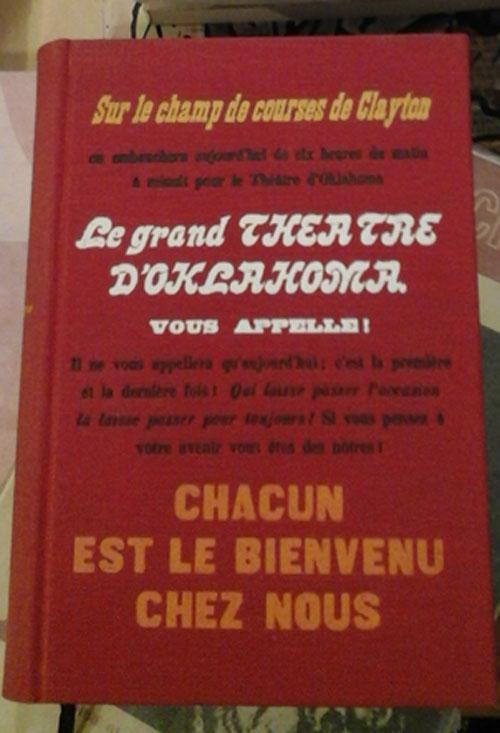 Sur le champ de courses de Clayton
on embauchera aujourd'hui de six heures du matin
à minuit pour le Théâtre d'Oklahoma
Le grand THEATRE
D'OKLAHOMA
VOUS APPELLE !
Il ne vous appellera qu'aujourd'hui ; c'est la première
et la dernière fois ! Qui laisse passer l'occasion
la laisse passer pour toujours ! Si vous pensez à
votre avenir vous êtes des nôtres !
CHACUN
EST LE BIENVENU
CHEZ NOUS